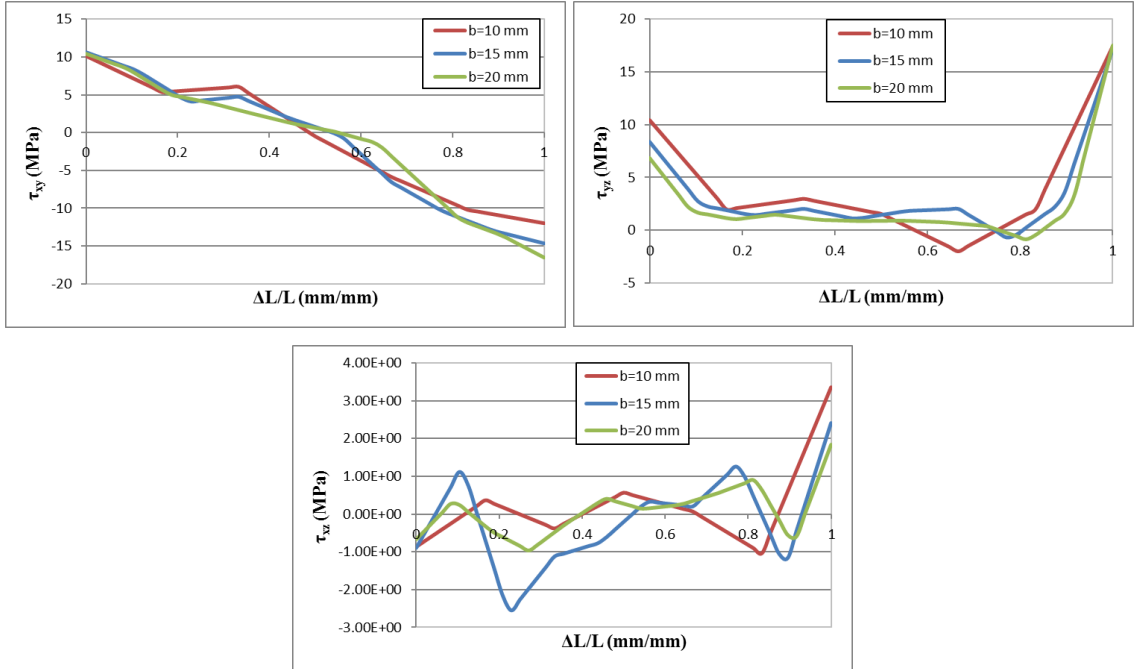 15
10
5
0
-5
-10
-15
-20
0 0.2 0.4 0.6 0.8 1
τxy (MPa)
ΔL/L (mm/mm)
b=10 mm
b=15 mm
b=20 mm
20
15
10
5
0
-5
0 0.2 0.4 0.6 0.8 1
τyz (MPa)
ΔL/L (mm/mm)
b=10 mm
b=15 mm
b=20 mm
4.00E+00
3.00E+00
2.00E+00
1.00E+00
0.00E+00
-1.00E+00
-2.00E+00
-3.00E+00
0 0.2 0.4 0.6 0.8 1
τxz (MPa)
ΔL/L (mm/mm)
b=10 mm
b=15 mm
b=20 mm